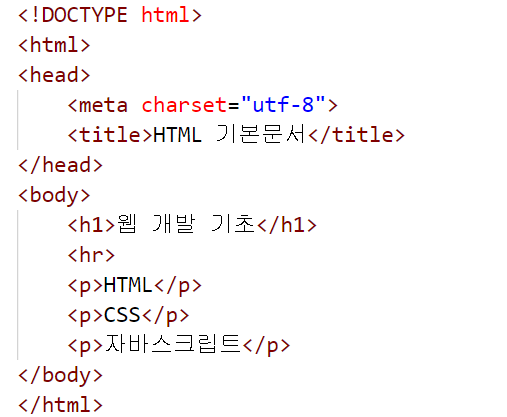 <!DOCTYPE html>
<html>
<head>
<meta charset="utf-8">
<title>HTML 기본문서</title>
</head>
<body>
<h1>웹 개발 기초</h1>
<hr>
<p>HTML</p>
<p>CSS</p>
<p>자바스크립트</p>
</body>
</html>